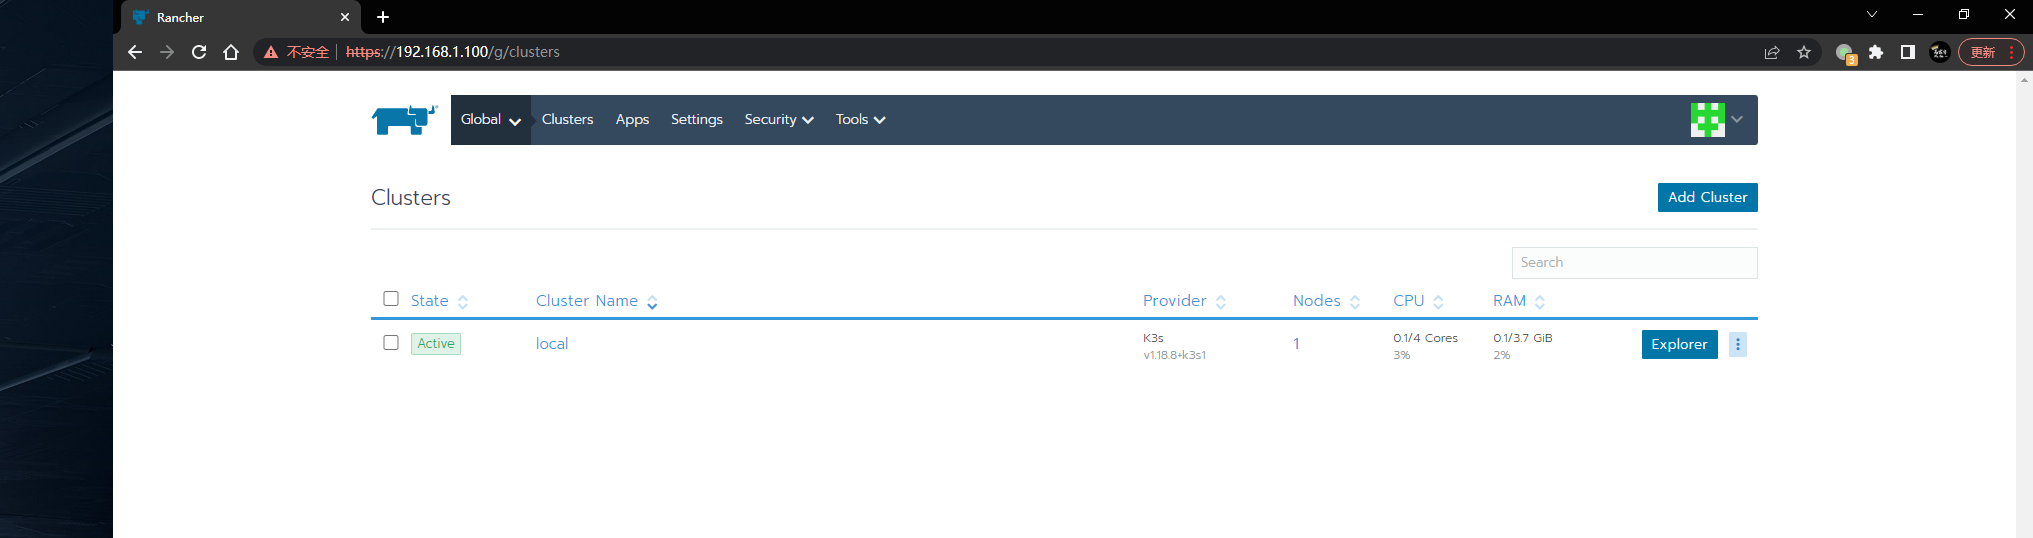 Rancher
不安全 https://192.168.1.100/g/clusters
3
更新
Global Clusters Apps Settings Security Tools
Clusters
Add Cluster
Search
State Cluster Name Provider Nodes CPU RAM
Active local K3s 1 0.1/4 Cores 0.1/3.7 GiB Explorer
v1.18.8+k3s1 3% 2%